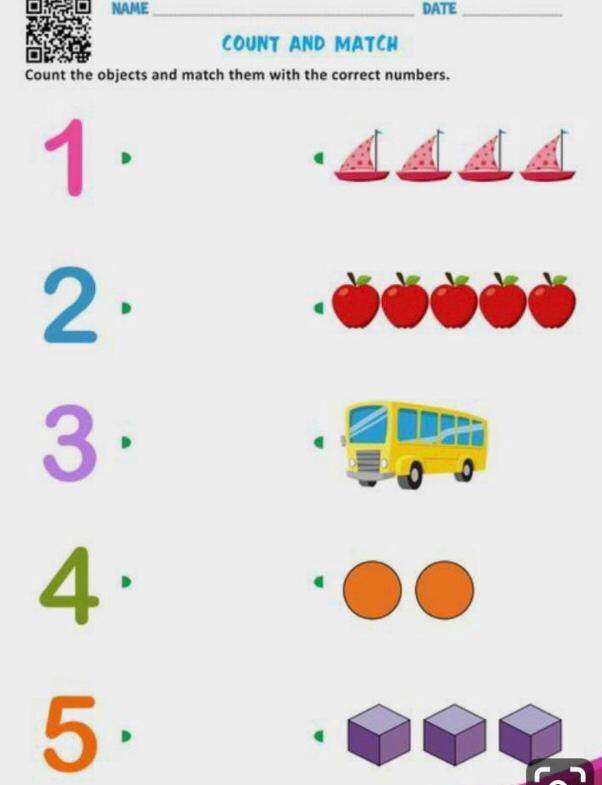 NAME DATE
COUNT AND MATCH
Count the objects and match them with the correct numbers.
1
2
3
4
5